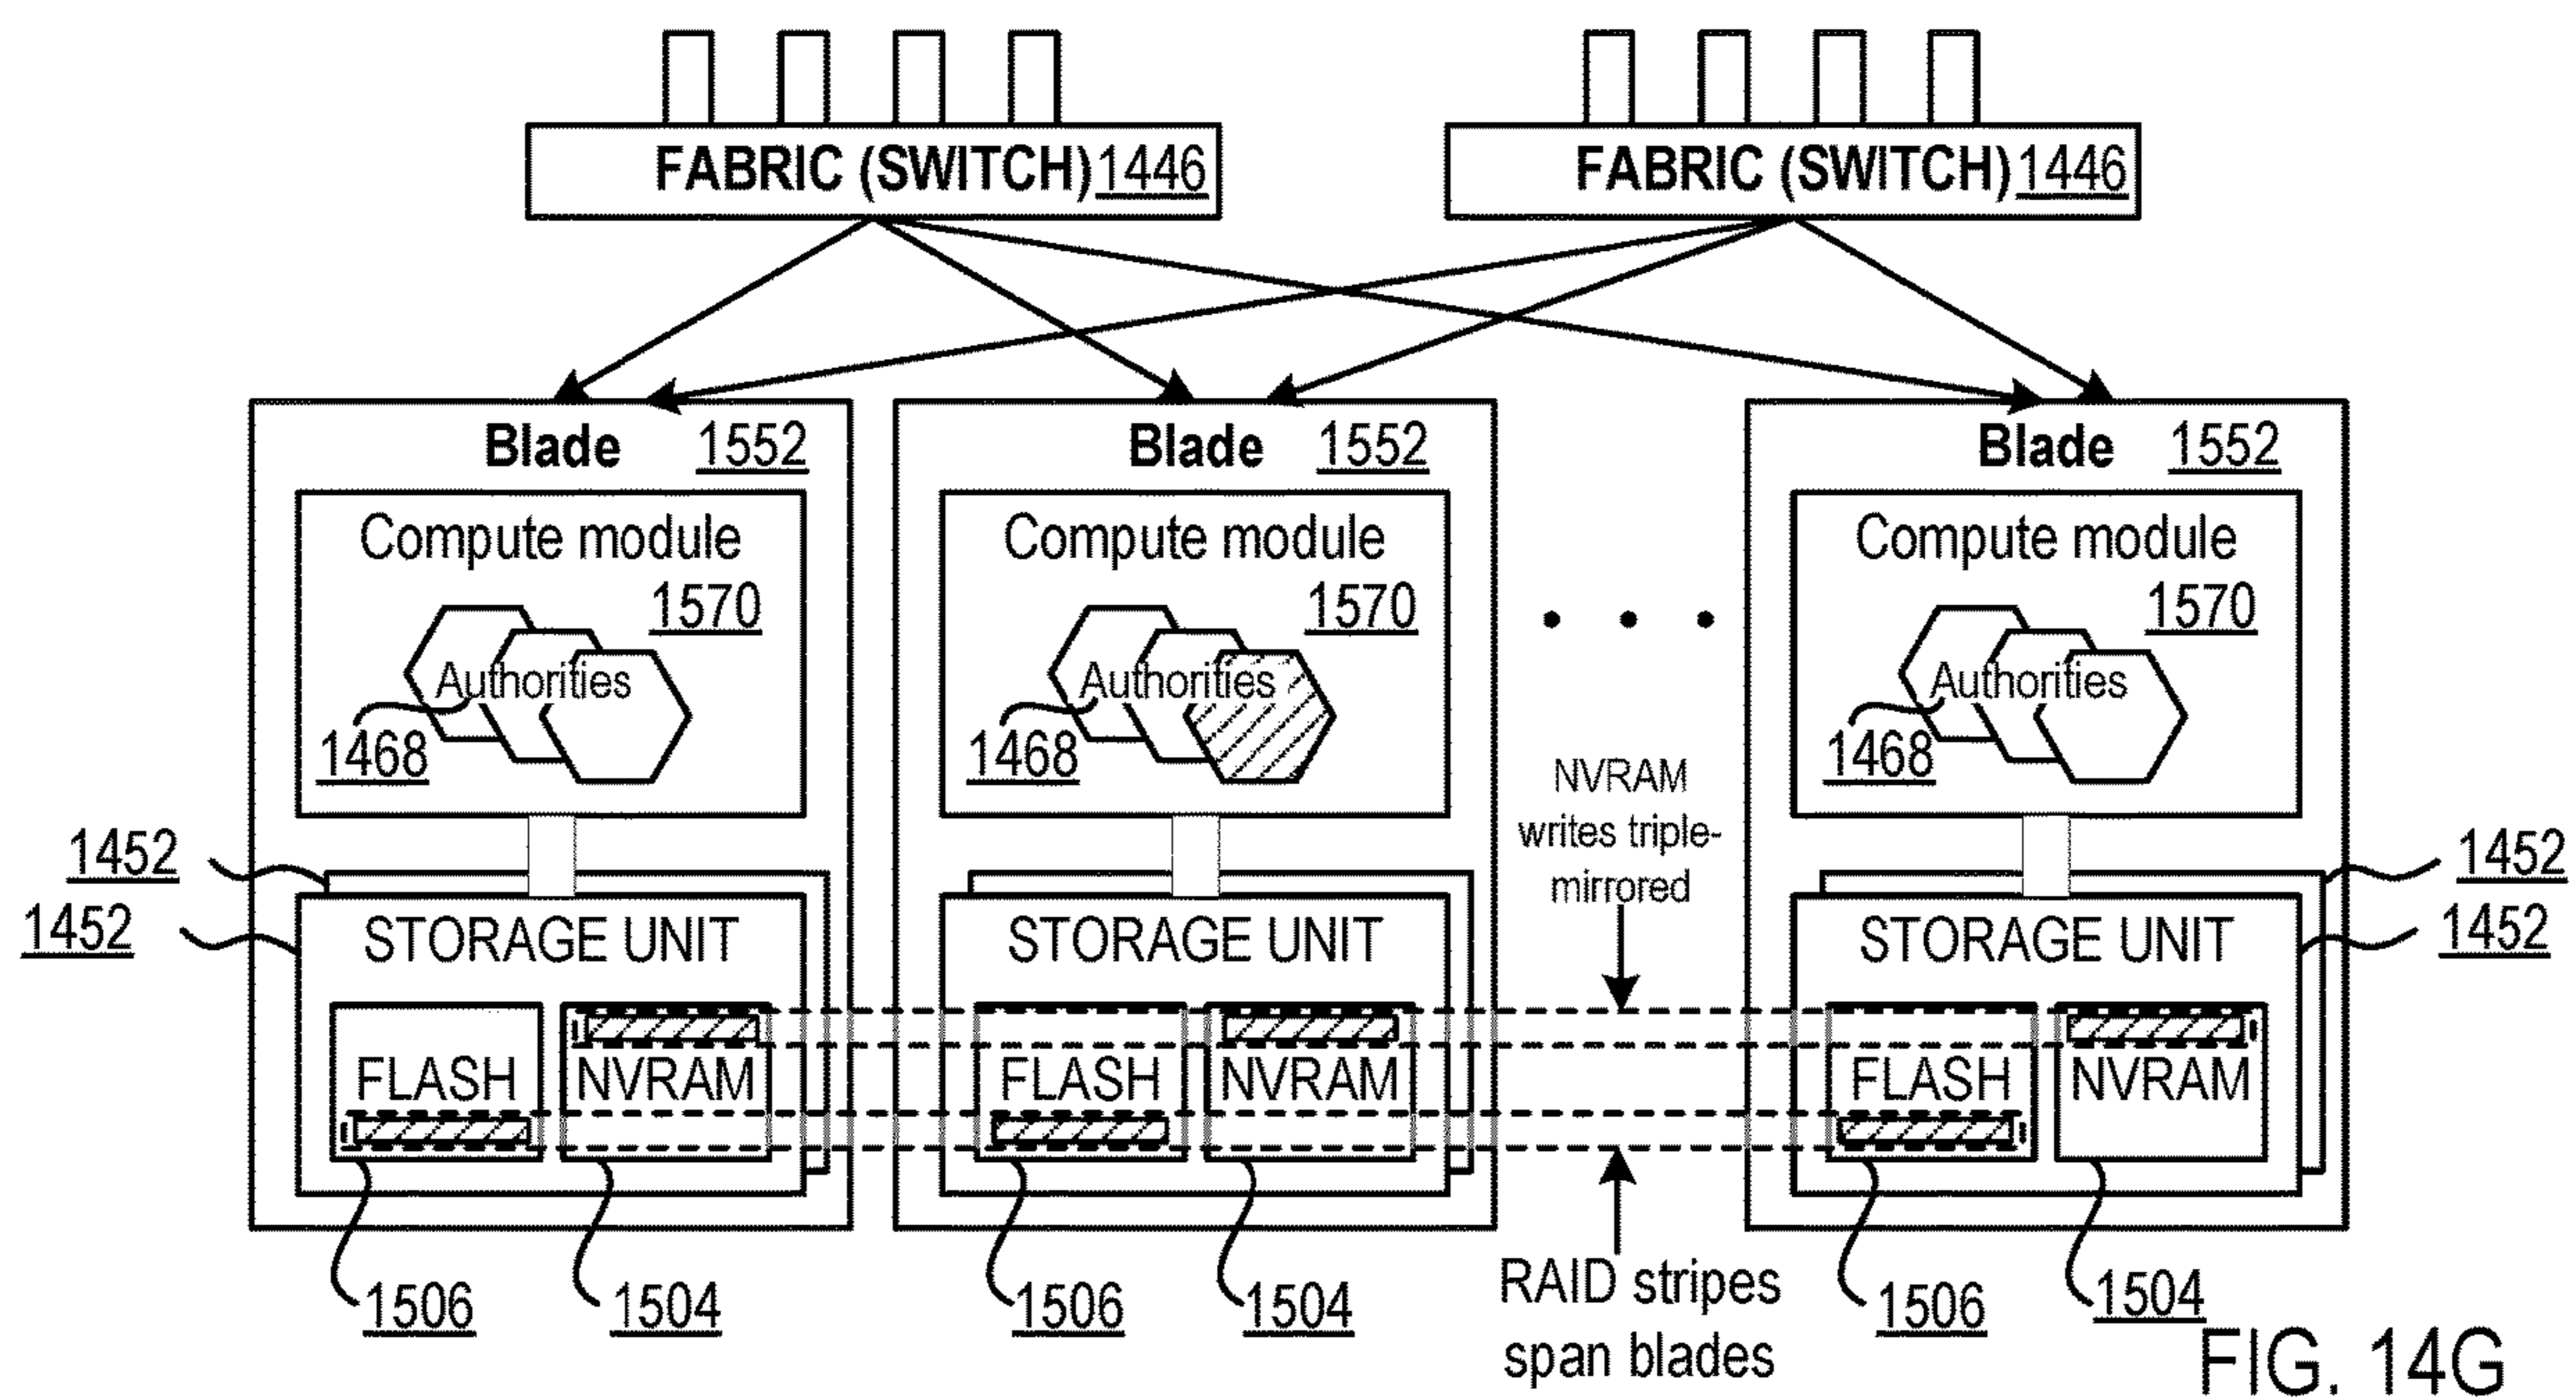 FABRIC (SWITCH) 1446
FABRIC (SWITCH) 1446
Blade 1552
Compute module
1570
Authorities
1468
1452
1452
STORAGE UNIT
FLASH
NVRAM
1506
1504
Blade 1552
Compute module
1570
Authorities
1468
STORAGE UNIT
FLASH
NVRAM
1506
1504
NVRAM
writes triple-
mirrored
RAID stripes
span blades
Blade 1552
Compute module
1570
Authorities
1468
1452
1452
STORAGE UNIT
FLASH
NVRAM
1506
1504
FIG. 14G